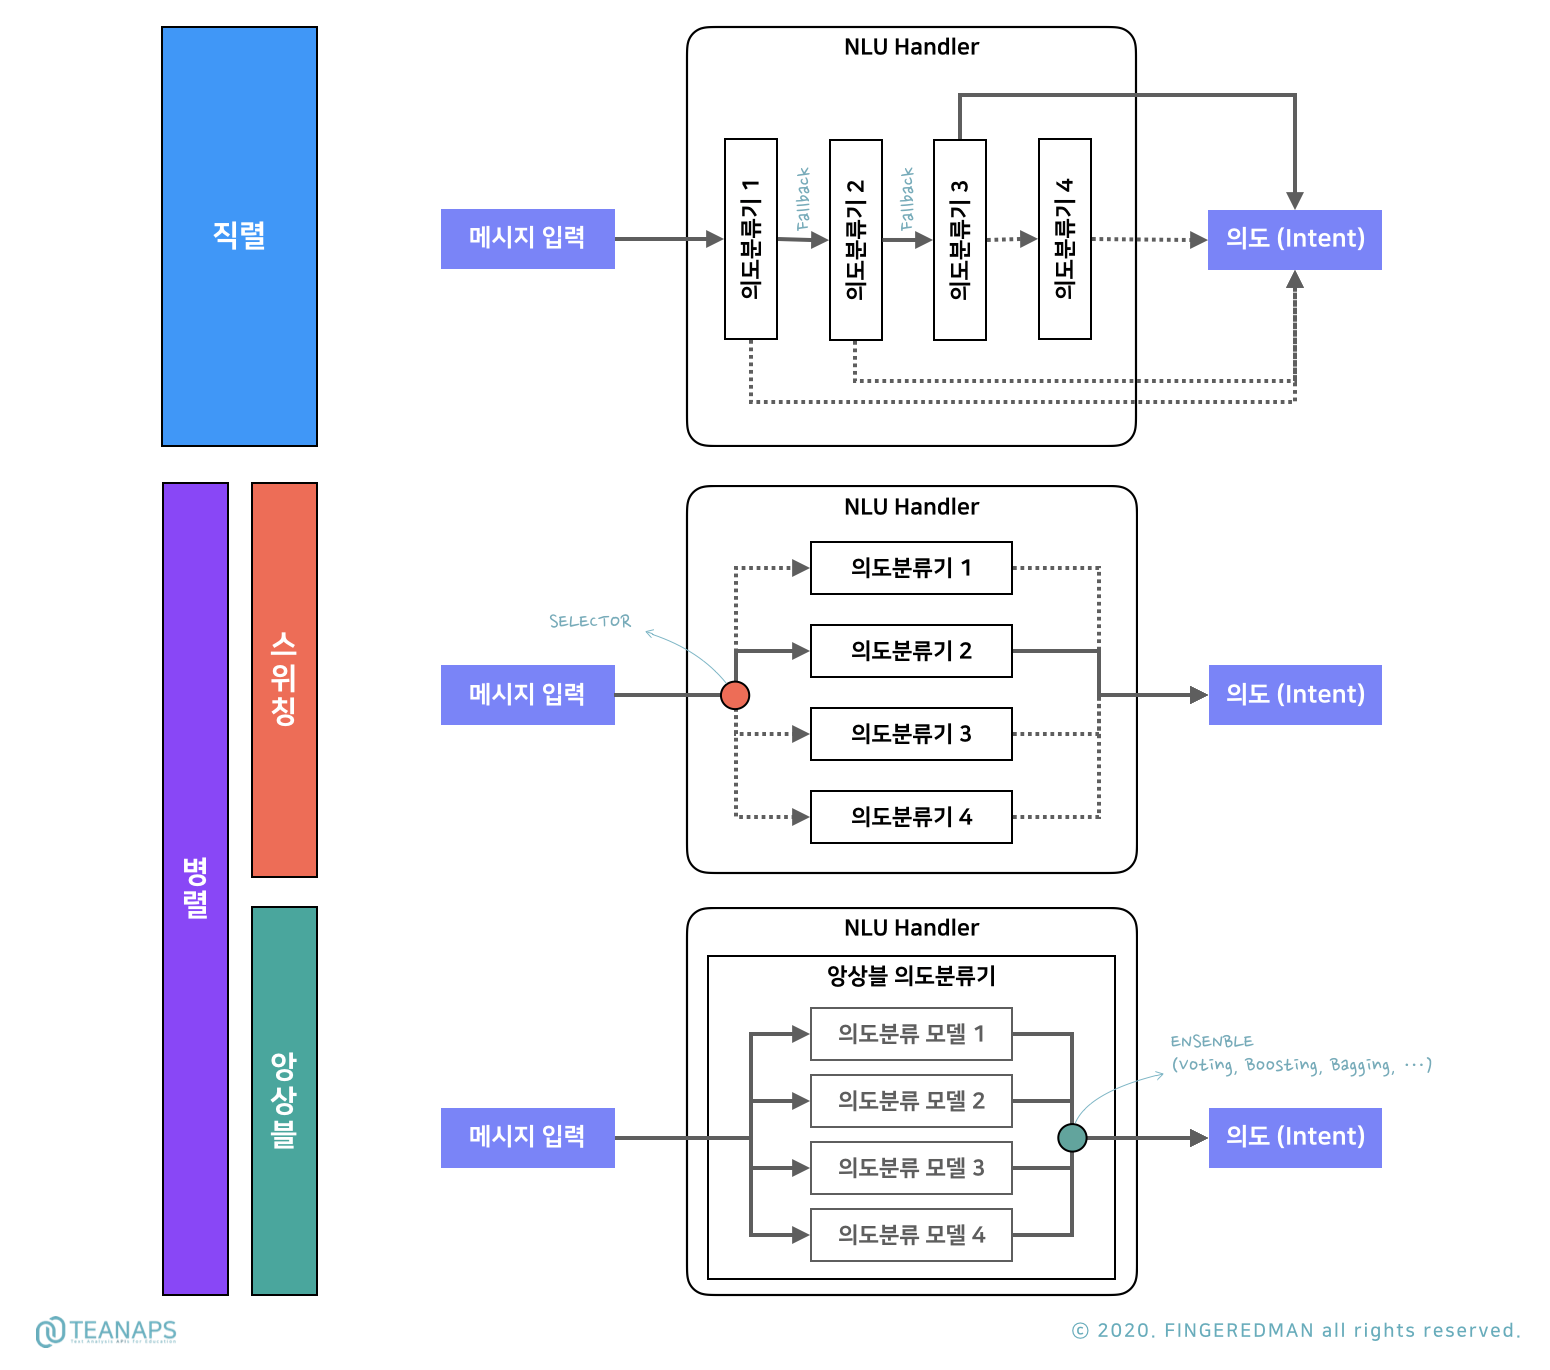 직렬
NLU Handler
메시지 입력
의도분류기 1
Fallback
의도분류기 2
Fallback
의도분류기 3
의도분류기 4
의도 (Intent)
병렬
스위칭
NLU Handler
SELECTOR
메시지 입력
의도분류기 1
의도분류기 2
의도분류기 3
의도분류기 4
의도 (Intent)
앙상블
NLU Handler
앙상블 의도분류기
메시지 입력
의도분류 모델 1
의도분류 모델 2
의도분류 모델 3
의도분류 모델 4
ENSENBLE
(Voting, Boosting, Bagging, ···)
의도 (Intent)
TEANAPS
Text Analysis APIs for Education
© 2020. FINGEREDMAN all rights reserved.